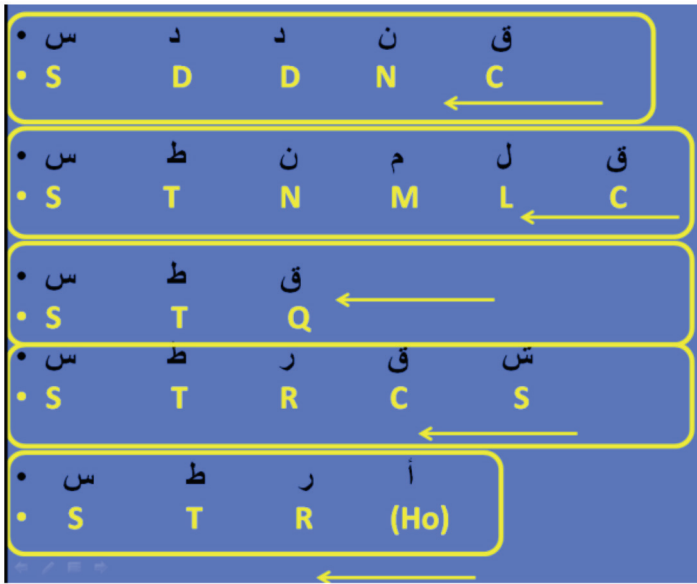 • ق ن د د س
• S D D N C
• ق ل م ن ط س
• S T N M L C
• ق ط س
• S T Q
• س ق ر ط س
• S T R C S
• أ ر ط س
• S T R (Ho)